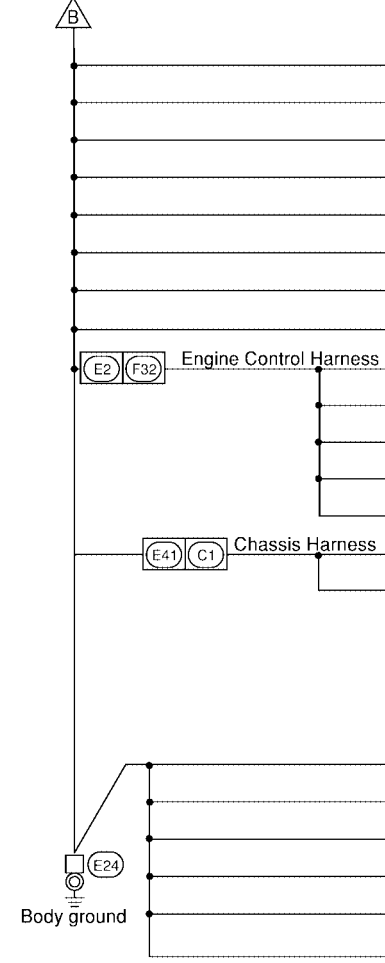 B
Engine Control Harness
E2 F32
Chassis Harness
E41 C1
E24
Body ground